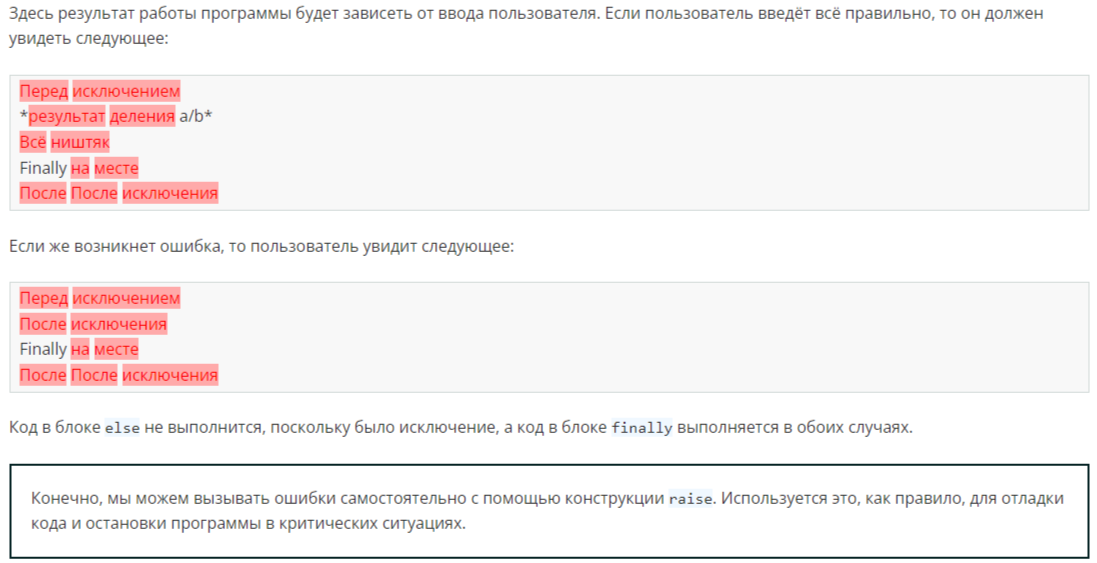 Здесь результат работы программы будет зависеть от ввода пользователя. Если пользователь введёт всё правильно, то он должен
увидеть следующее:
Перед исключением
*результат деления a/b*
Всё ништяк
Finally на месте
После После исключения
Если же возникнет ошибка, то пользователь увидит следующее:
Перед исключением
После исключения
Finally на месте
После После исключения
Код в блоке else не выполнится, поскольку было исключение, а код в блоке finally выполняется в обоих случаях.
Конечно, мы можем вызывать ошибки самостоятельно с помощью конструкции raise. Используется это, как правило, для отладки
кода и остановки программы в критических ситуациях.